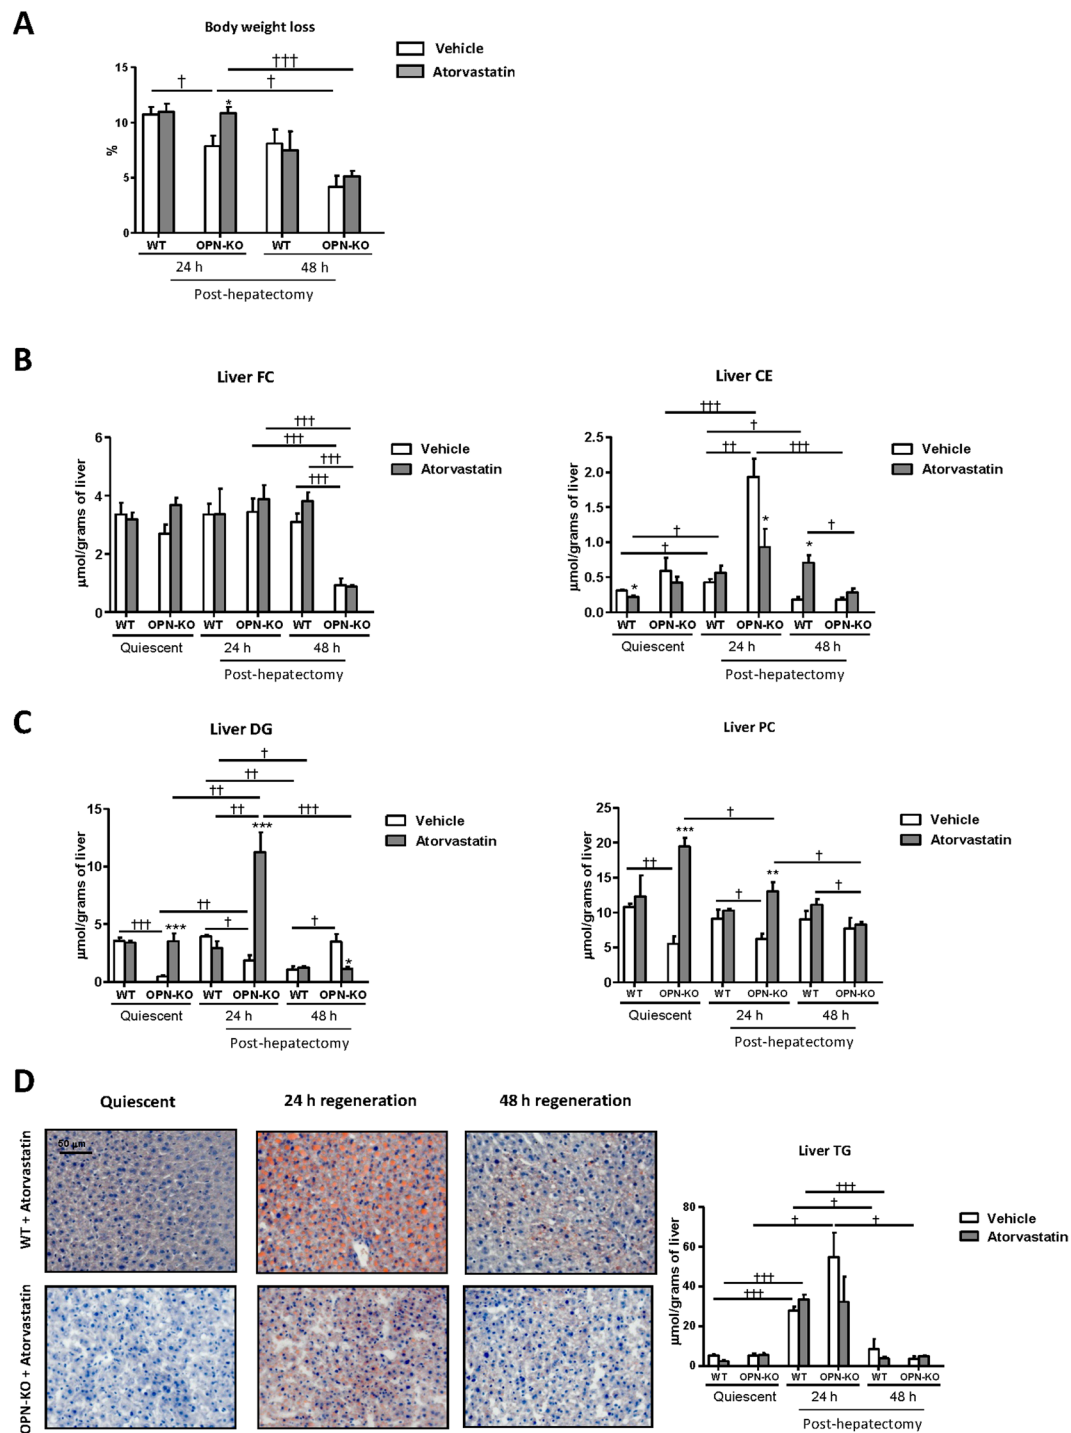 A
Body weight loss
Vehicle
Atorvastatin
†††
† †
*
15
10
5
0
%
WT OPN-KO WT OPN-KO
24 h 48 h
Post-hepatectomy
B
Liver FC
Vehicle
Atorvastatin
†††
†††
†††
†††
6
4
2
0
µmol/grams of liver
WT OPN-KO WT OPN-KO WT OPN-KO
Quiescent 24 h 48 h
Post-hepatectomy
Liver CE
Vehicle
Atorvastatin
†††
†
†† †††
† †
†
* * *
2.5
2.0
1.5
1.0
0.5
0.0
µmol/grams of liver
WT OPN-KO WT OPN-KO WT OPN-KO
Quiescent 24 h 48 h
Post-hepatectomy
C
Liver DG
Vehicle
Atorvastatin
†
††
††
†† †††
***
††
††† *** † †
*
15
10
5
0
µmol/grams of liver
WT OPN-KO WT OPN-KO WT OPN-KO
Quiescent 24 h 48 h
Post-hepatectomy
Liver PC
Vehicle
Atorvastatin
†
***
†† †
† ** †
25
20
15
10
5
0
µmol/grams of liver
WT OPN-KO WT OPN-KO WT OPN-KO
Quiescent 24 h 48 h
Post-hepatectomy
D
Quiescent 24 h regeneration 48 h regeneration
WT + Atorvastatin
50 µm
OPN-KO + Atorvastatin
Liver TG
Vehicle
Atorvastatin
†††
†
† †
†††
†††
80
60
40
20
0
µmol/grams of liver
WT OPN-KO WT OPN-KO WT OPN-KO
Quiescent 24 h 48 h
Post-hepatectomy